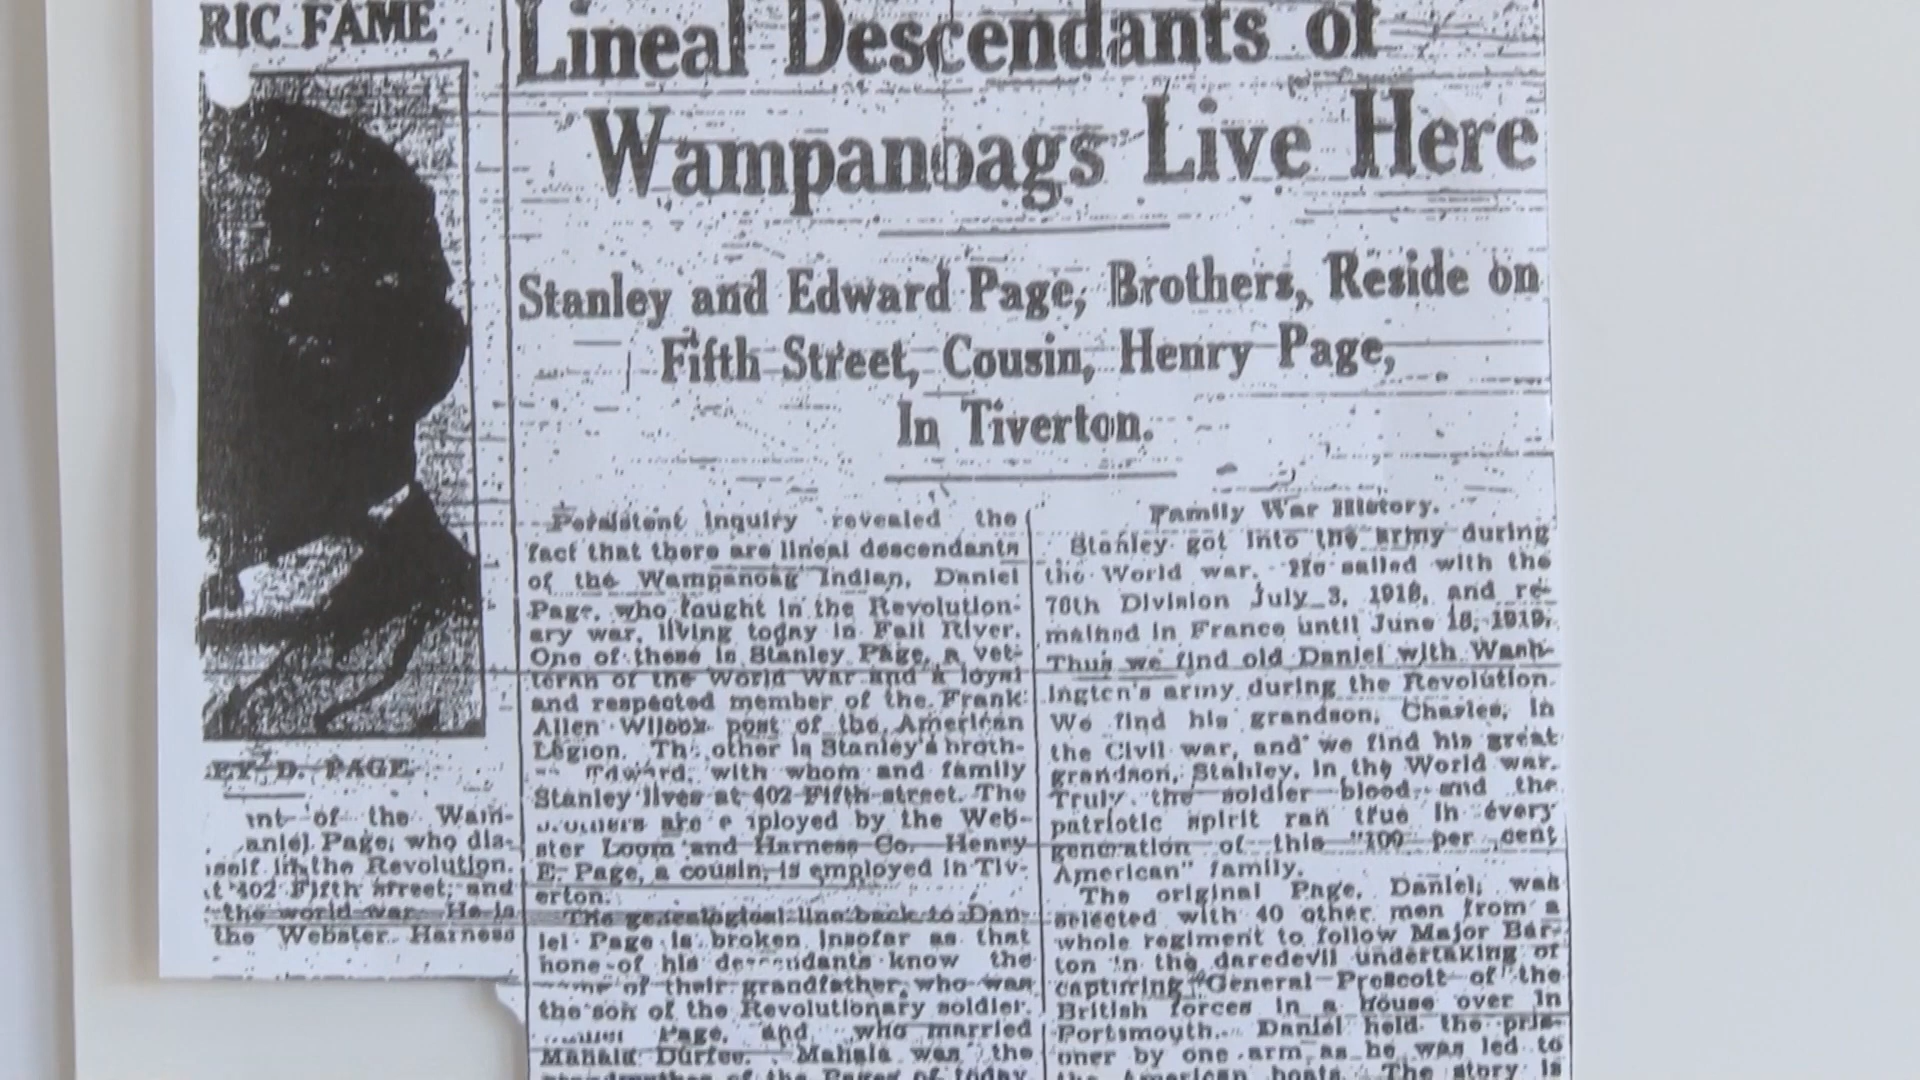 RIC FAME
EY D. PAGE
of the Wam-
aniel Page, who dis-
in the Revolution.
402 Fifth street, and
the world war. He is
the Webster Harness
Lineal Descendants of
Wampanoags Live Here
Stanley and Edward Page, Brothers, Reside on
Fifth Street, Cousin, Henry Page,
In Tiverton.
Persistent inquiry revealed the
fact that there are lineal descendants
of the Wampanoag Indian, Daniel
Page, who fought in the Revolution-
ary war, living today in Fall River.
One of these is Stanley Page, a vet-
teran of the World War and a loyal
and respected member of the Frank
Allen Wilcox post of the American
Legion. The other is Stanley's broth-
Edward, with whom and family
Stanley lives at 402 Fifth street. The
brothers are employed by the Web-
ster Loom and Harness Co. Henry
E. Page, a cousin, is employed in Tiv-
erton.
The genealogical line back to Dan-
iel Page is broken insofar as that
none of his descendants know the
of their grandfather, who was
the son of the Revolutionary soldier.
Page, and who married
Mahala Durfee. Mahala was the
of the Pages of today
Family War History.
Stanley got into the army during
the World war. He sailed with the
76th Division July 3, 1918, and re-
mained in France until June 18, 1919.
Thus we find old Daniel with Wash-
ington's army during the Revolution.
We find his grandson, Charles, in
the Civil war, and we find his great
grandson, Stanley, in the World war.
Truly the soldier blood and the
patriotic spirit ran true in every
generation of this "100 per cent
American" family.
The original Page, Daniel, was
selected with 40 other men from a
whole regiment to follow Major Bar-
ton in the daredevil undertaking of
capturing General Prescott of the
British forces in a house over in
Portsmouth. Daniel held the pris-
oner by one arm as he was led to
the American boats. The story is